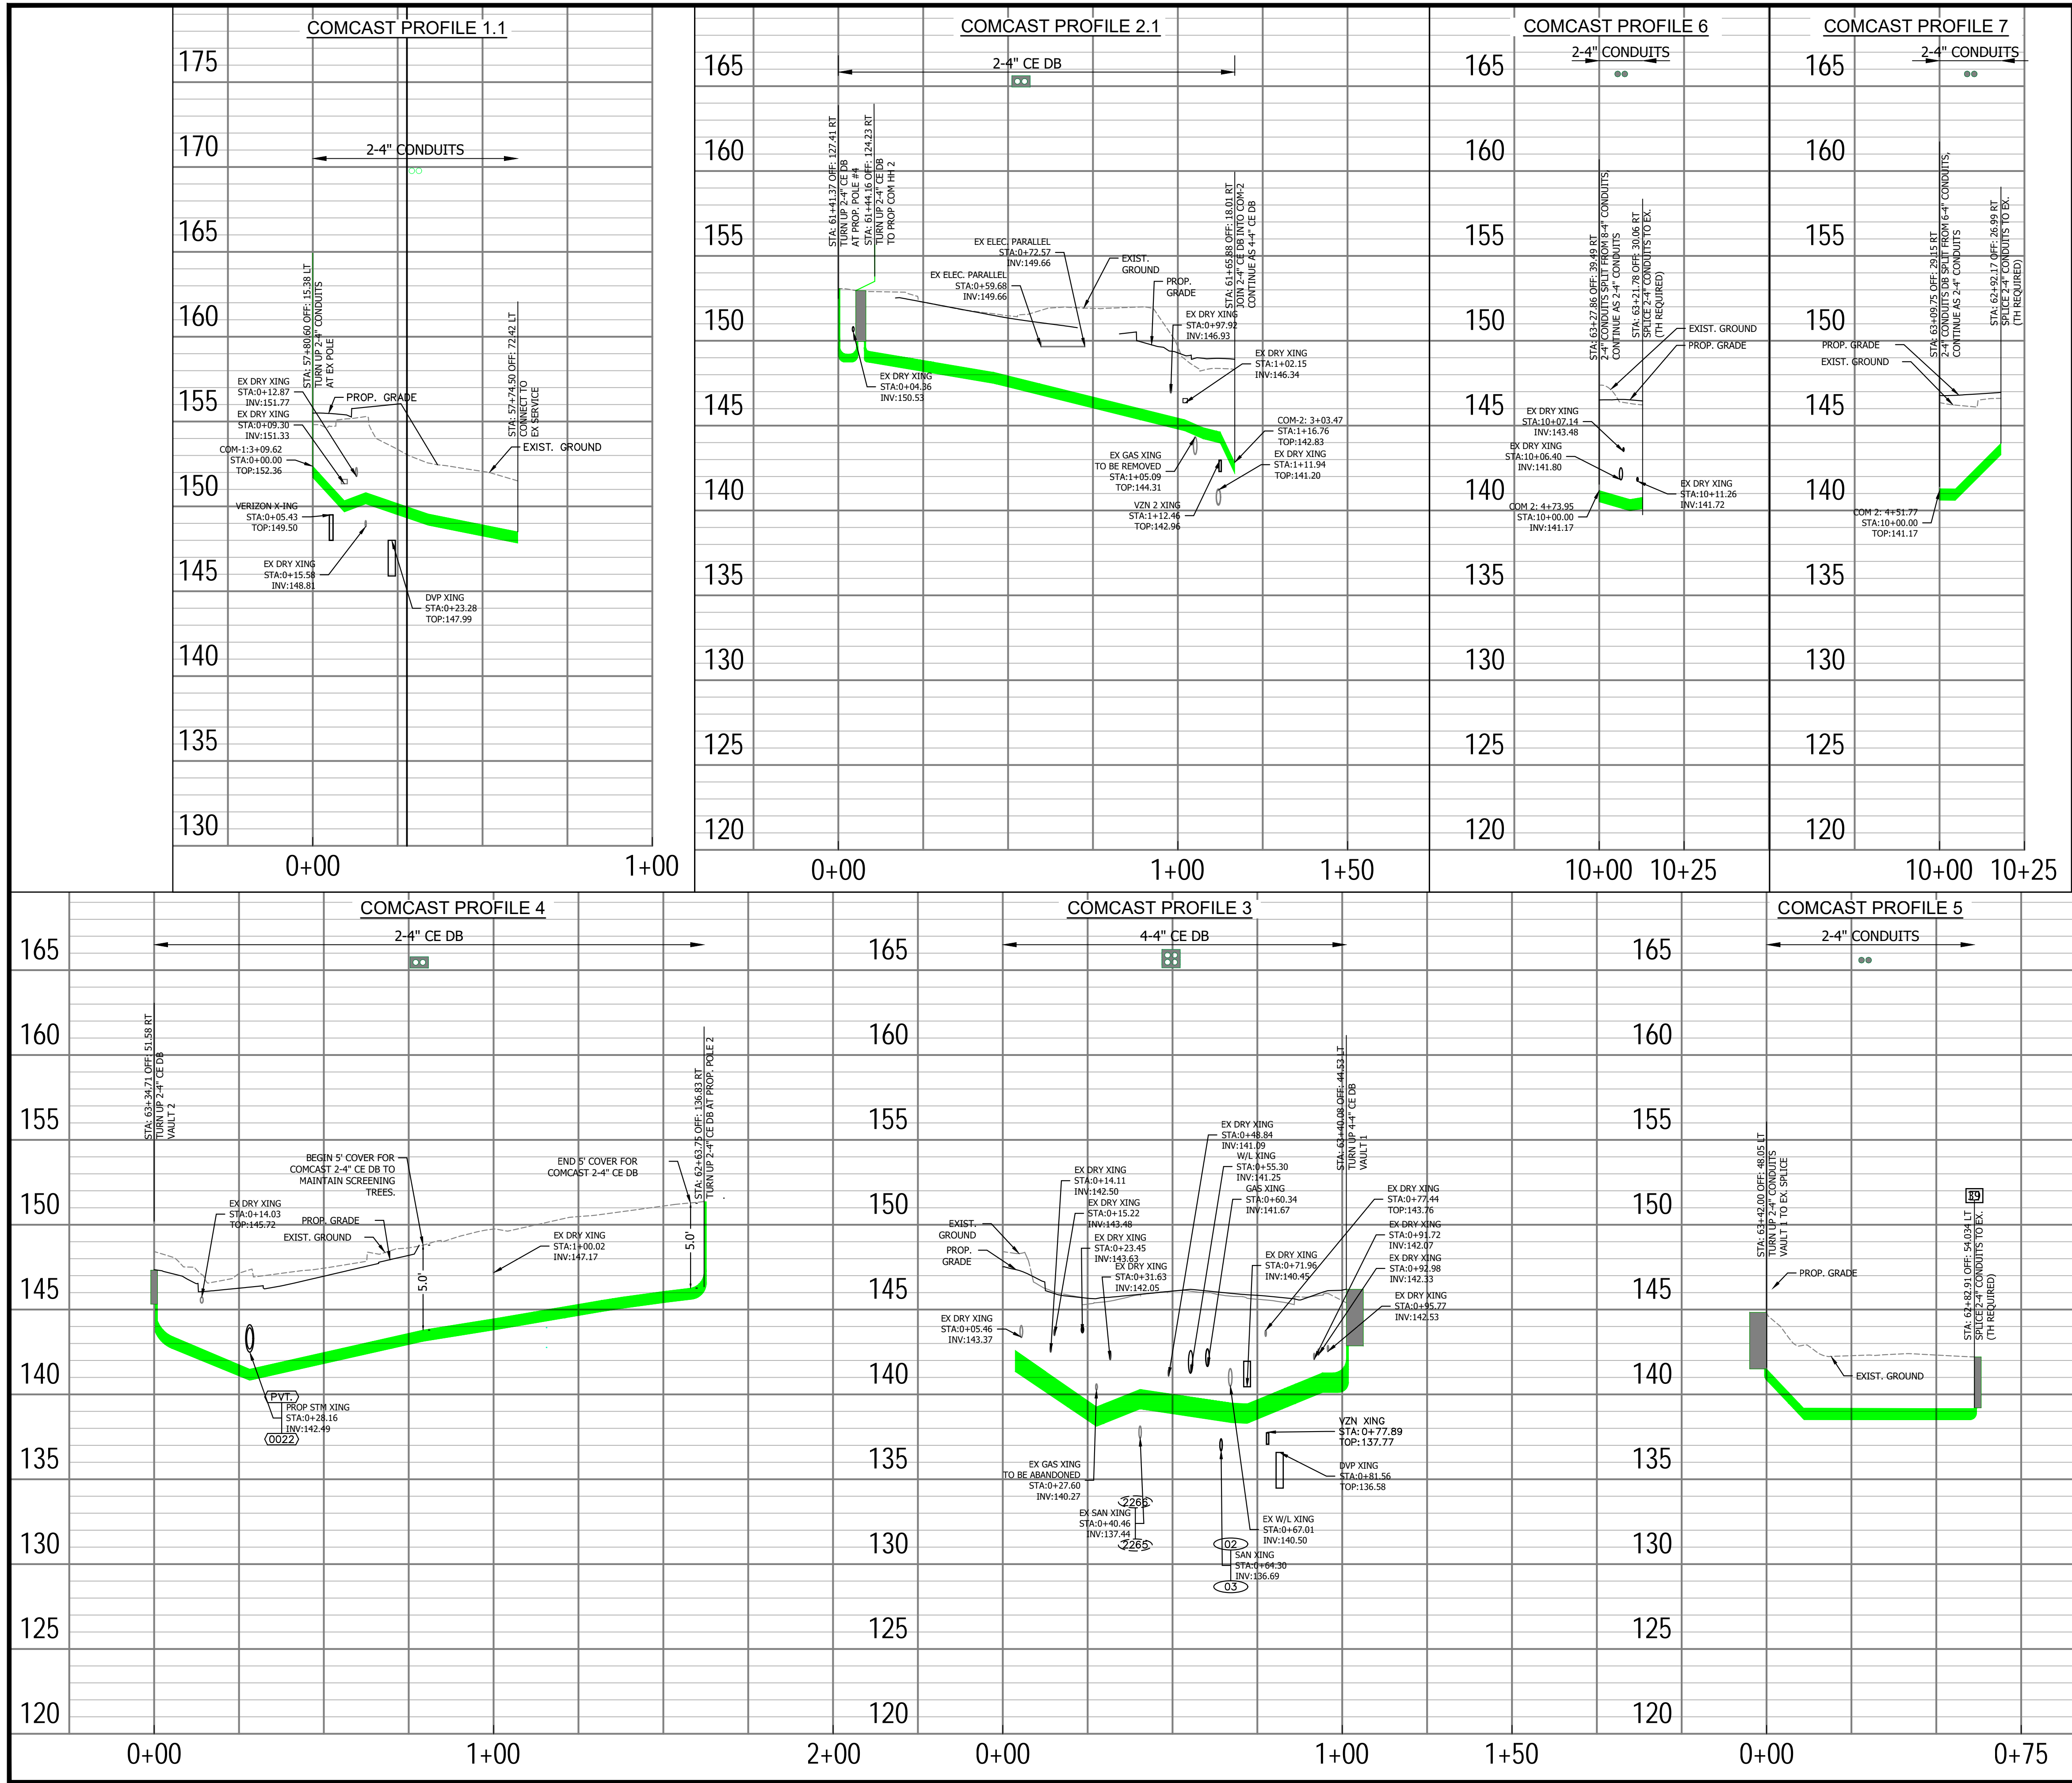 COMCAST PROFILE 1.1
2-4" CONDUITS
175
170
165
160
155
150
145
140
135
130
0+00
1+00
STA: 57+80.60 OFF: 15.38 LT
TURN UP 2-4" CONDUITS
AT EX POLE
STA: 57+74.50 OFF: 72.42 LT
CONNECT TO
EX SERVICE
EX DRY XING
STA:0+12.87
INV:151.77
EX DRY XING
STA:0+09.30
INV:151.33
COM-1:3+09.62
STA:0+00.00
TOP:152.36
VERIZON X-ING
STA:0+05.43
TOP:149.50
EX DRY XING
STA:0+15.58
INV:148.81
PROP. GRADE
EXIST. GROUND
DVP XING
STA:0+23.28
TOP:147.99
COMCAST PROFILE 2.1
2-4" CE DB
165
160
155
150
145
140
135
130
125
120
0+00
1+00
1+50
STA: 61+41.37 OFF: 127.41 RT
TURN UP 2-4" CE DB
AT PROP. POLE #4
STA: 61+44.16 OFF: 124.23 RT
TURN UP 2-4" CE DB
TO PROP COM HH 2
EX ELEC. PARALLEL
STA:0+72.57
INV:149.66
EX ELEC. PARALLEL
STA:0+59.68
INV:149.66
EXIST.
GROUND
PROP.
GRADE
STA: 61+65.88 OFF: 18.01 RT
JOIN 2-4" CE DB INTO COM-2
CONTINUE AS 4-4" CE DB
EX DRY XING
STA:0+97.92
INV:146.93
EX DRY XING
STA:1+02.15
INV:146.34
EX DRY XING
STA:0+04.36
INV:150.53
COM-2: 3+03.47
STA:1+16.76
TOP:142.83
EX DRY XING
STA:1+11.94
TOP:141.20
EX GAS XING
TO BE REMOVED
STA:1+05.09
TOP:144.31
VZN 2 XING
STA:1+12.46
TOP:142.96
COMCAST PROFILE 6
2-4" CONDUITS
165
160
155
150
145
140
135
130
125
120
10+00
10+25
STA: 63+27.86 OFF: 39.49 RT
2-4" CONDUITS SPLIT FROM 8-4" CONDUITS,
CONTINUE AS 2-4" CONDUITS
STA: 63+21.78 OFF: 30.06 RT
SPLICE 2-4" CONDUITS TO EX.
(TH REQUIRED)
EXIST. GROUND
PROP. GRADE
EX DRY XING
STA:10+07.14
INV:143.48
EX DRY XING
STA:10+06.40
INV:141.80
EX DRY XING
STA:10+11.26
INV:141.72
COM 2: 4+73.95
STA:10+00.00
INV:141.17
COMCAST PROFILE 7
2-4" CONDUITS
165
160
155
150
145
140
135
130
125
120
10+00
10+25
STA: 63+09.75 OFF: 29.15 RT
2-4" CONDUITS DB SPLIT FROM 6-4" CONDUITS,
CONTINUE AS 2-4" CONDUITS
STA: 62+92.17 OFF: 26.99 RT
SPLICE 2-4" CONDUITS TO EX.
(TH REQUIRED)
PROP. GRADE
EXIST. GROUND
COM 2: 4+51.77
STA:10+00.00
TOP:141.17
COMCAST PROFILE 4
2-4" CE DB
165
160
155
150
145
140
135
130
125
120
0+00
1+00
2+00
STA: 63+34.71 OFF: 51.58 RT
TURN UP 2-4" CE DB
VAULT 2
BEGIN 5' COVER FOR
COMCAST 2-4" CE DB TO
MAINTAIN SCREENING
TREES.
END 5' COVER FOR
COMCAST 2-4" CE DB
STA: 62+63.75 OFF: 136.83 RT
TURN UP 2-4" CE DB AT PROP. POLE 2
EX DRY XING
STA:0+14.03
TOP:145.72
PROP. GRADE
EXIST. GROUND
EX DRY XING
STA:1+00.02
INV:147.17
5.0'
5.0'
PVT.
PROP STM XING
STA:0+28.16
INV:142.49
0022
COMCAST PROFILE 3
4-4" CE DB
165
160
155
150
145
140
135
130
125
120
0+00
1+00
1+50
STA: 63+40.08 OFF: 44.53 LT
TURN UP 4-4" CE DB
VAULT 1
EXIST.
GROUND
PROP.
GRADE
EX DRY XING
STA:0+05.46
INV:143.37
EX DRY XING
STA:0+14.11
INV:142.50
EX DRY XING
STA:0+15.22
INV:143.48
EX DRY XING
STA:0+23.45
INV:143.63
EX DRY XING
STA:0+31.63
INV:142.05
EX DRY XING
STA:0+48.84
INV:141.09
W/L XING
STA:0+55.30
INV:141.25
GAS XING
STA:0+60.34
INV:141.67
EX DRY XING
STA:0+71.96
INV:140.45
EX DRY XING
STA:0+77.44
TOP:143.76
EX DRY XING
STA:0+91.72
INV:142.07
EX DRY XING
STA:0+92.98
INV:142.33
EX DRY XING
STA:0+95.77
INV:142.53
VZN XING
STA: 0+77.89
TOP: 137.77
DVP XING
STA:0+81.56
TOP:136.58
EX GAS XING
TO BE ABANDONED
STA:0+27.60
INV:140.27
2266
EX SAN XING
STA:0+40.46
INV:137.44
2265
EX W/L XING
STA:0+67.01
INV:140.50
02
SAN XING
STA:0+64.30
INV:136.69
03
COMCAST PROFILE 5
2-4" CONDUITS
165
160
155
150
145
140
135
130
125
120
0+00
0+75
STA: 63+42.00 OFF: 48.05 LT
TURN UP 2-4" CONDUITS
VAULT 1 TO EX. SPLICE
39
STA: 62+82.91 OFF: 54.034 LT
SPLICE 2-4" CONDUITS TO EX.
(TH REQUIRED)
PROP. GRADE
EXIST. GROUND